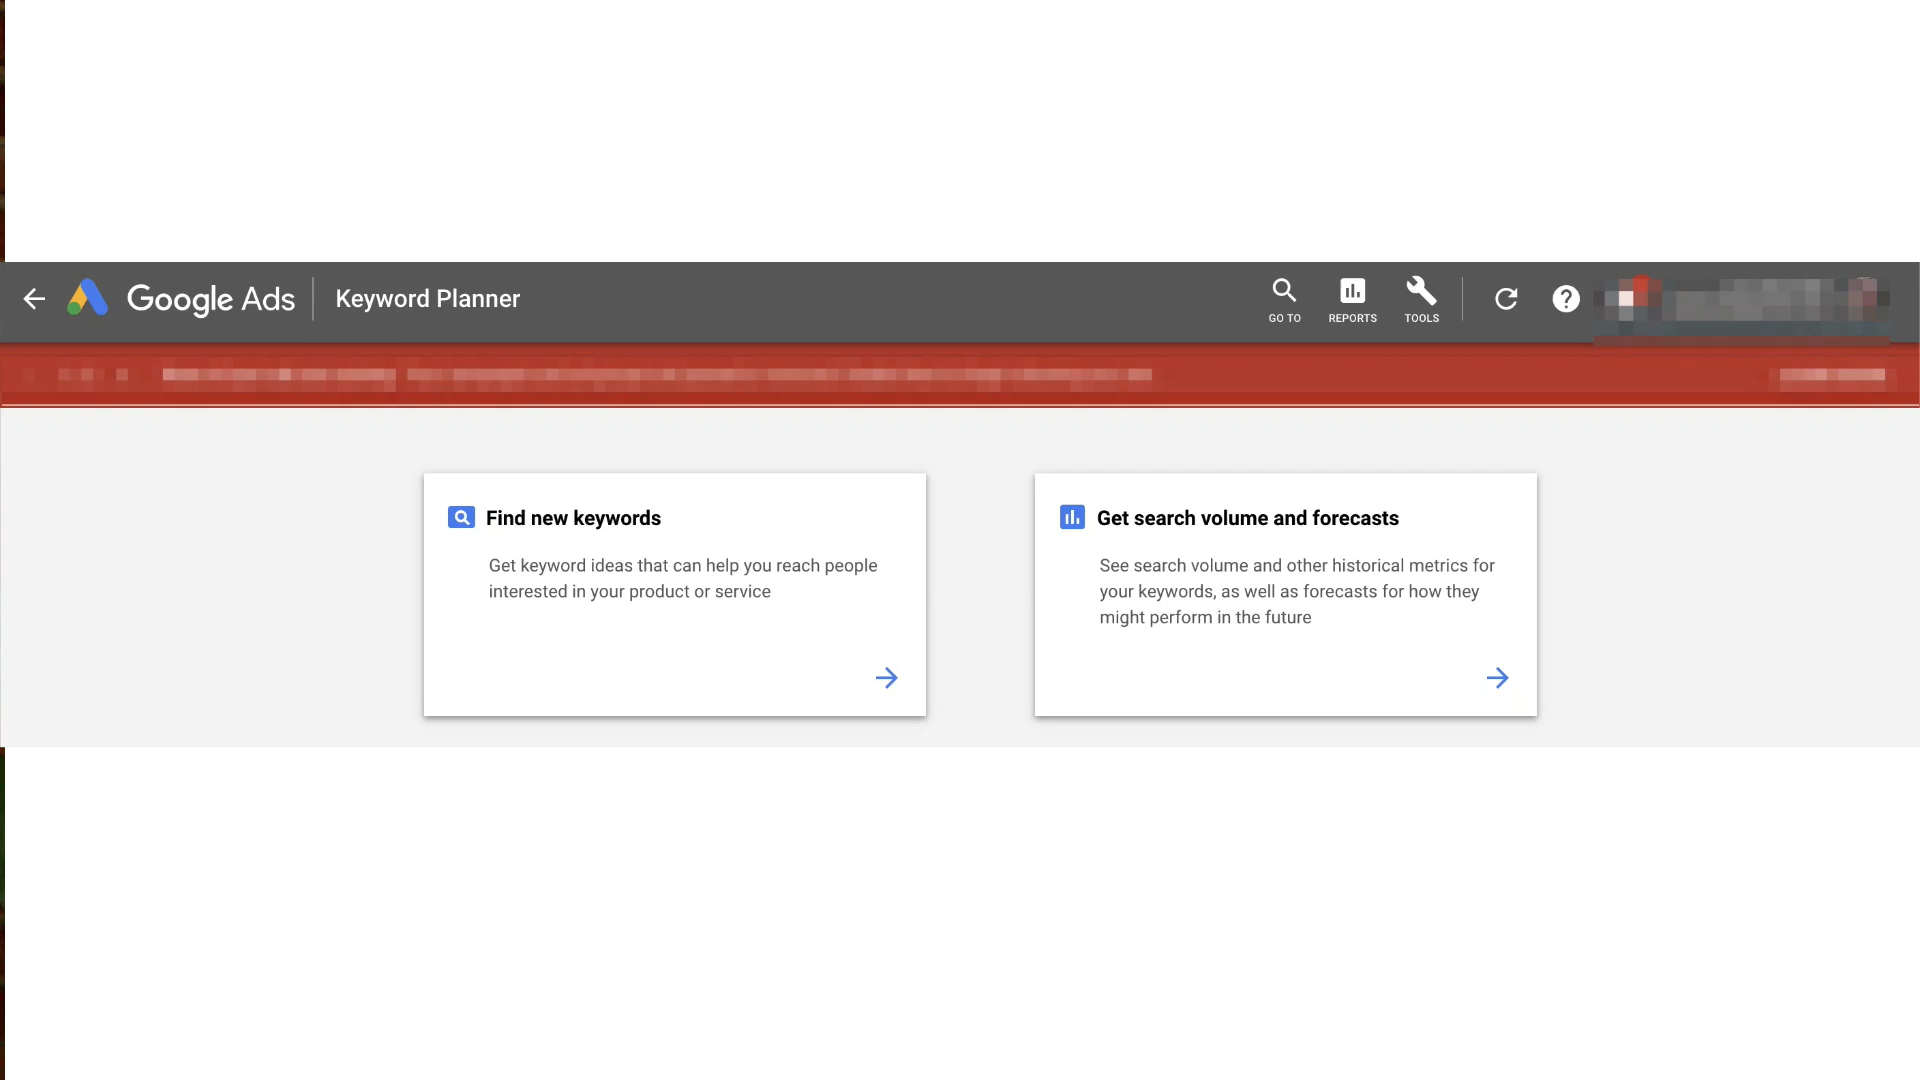 Google Ads
Keyword Planner
GO TO
REPORTS
TOOLS
Find new keywords
Get keyword ideas that can help you reach people
interested in your product or service
Get search volume and forecasts
See search volume and other historical metrics for
your keywords, as well as forecasts for how they
might perform in the future